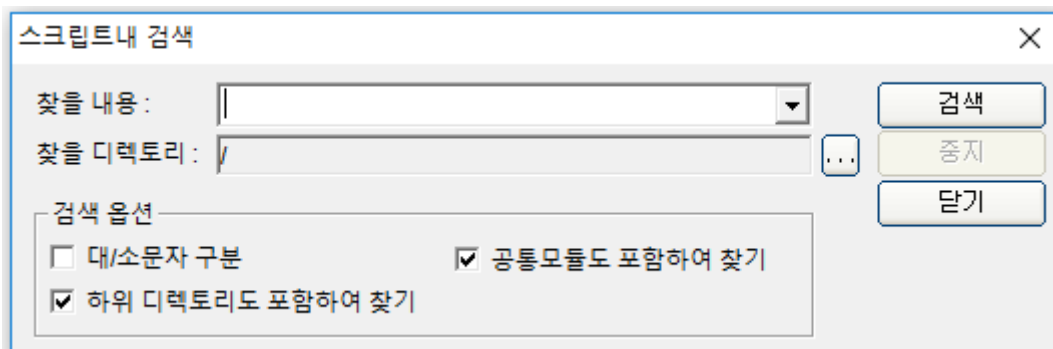 스크립트내 검색
찾을 내용 :
검색
찾을 디렉토리 : /
...
중지
닫기
검색 옵션
대/소문자 구분
공통모듈도 포함하여 찾기
하위 디렉토리도 포함하여 찾기